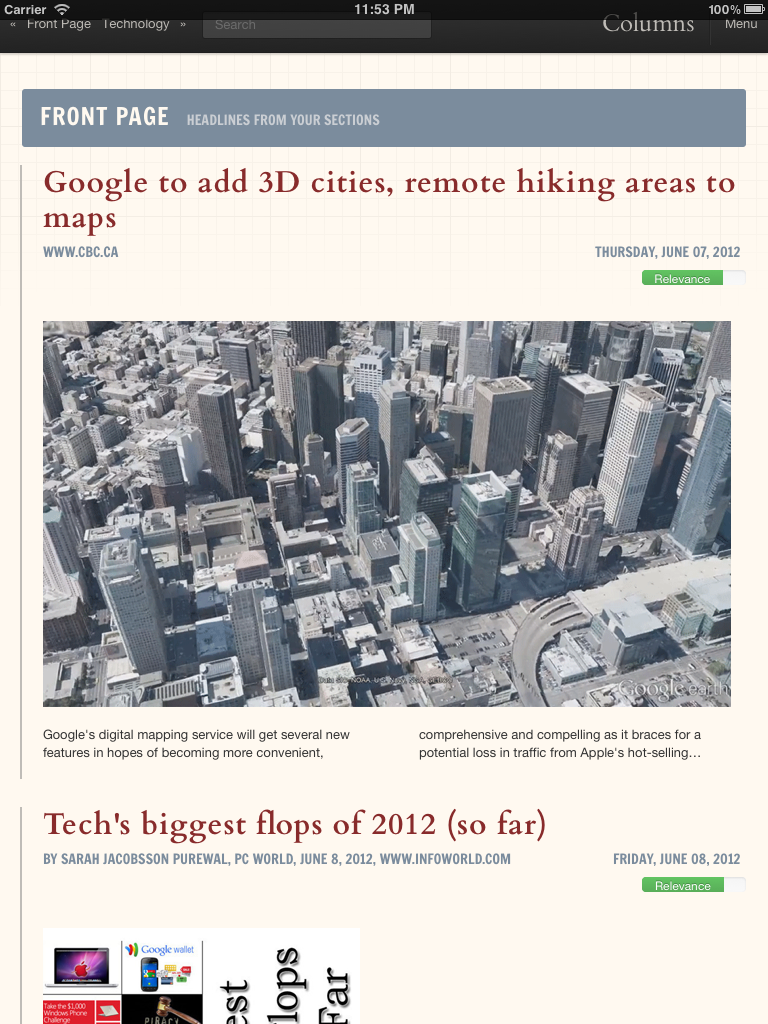 Carrier 11:53 PM 100%
« Front Page Technology » Search Columns Menu
FRONT PAGE HEADLINES FROM YOUR SECTIONS
Google to add 3D cities, remote hiking areas to
maps
WWW.CBC.CA THURSDAY, JUNE 07, 2012
Relevance
Google earth
Google's digital mapping service will get several new
features in hopes of becoming more convenient,
comprehensive and compelling as it braces for a
potential loss in traffic from Apple's hot-selling...
Tech's biggest flops of 2012 (so far)
BY SARAH JACOBSSON PUREWAL, PC WORLD, JUNE 8, 2012, WWW.INFOWORLD.COM FRIDAY, JUNE 08, 2012
Relevance
Google wallet
Take the $1,000
Windows Phone
Challenge
PIRACY
est
lops
Far